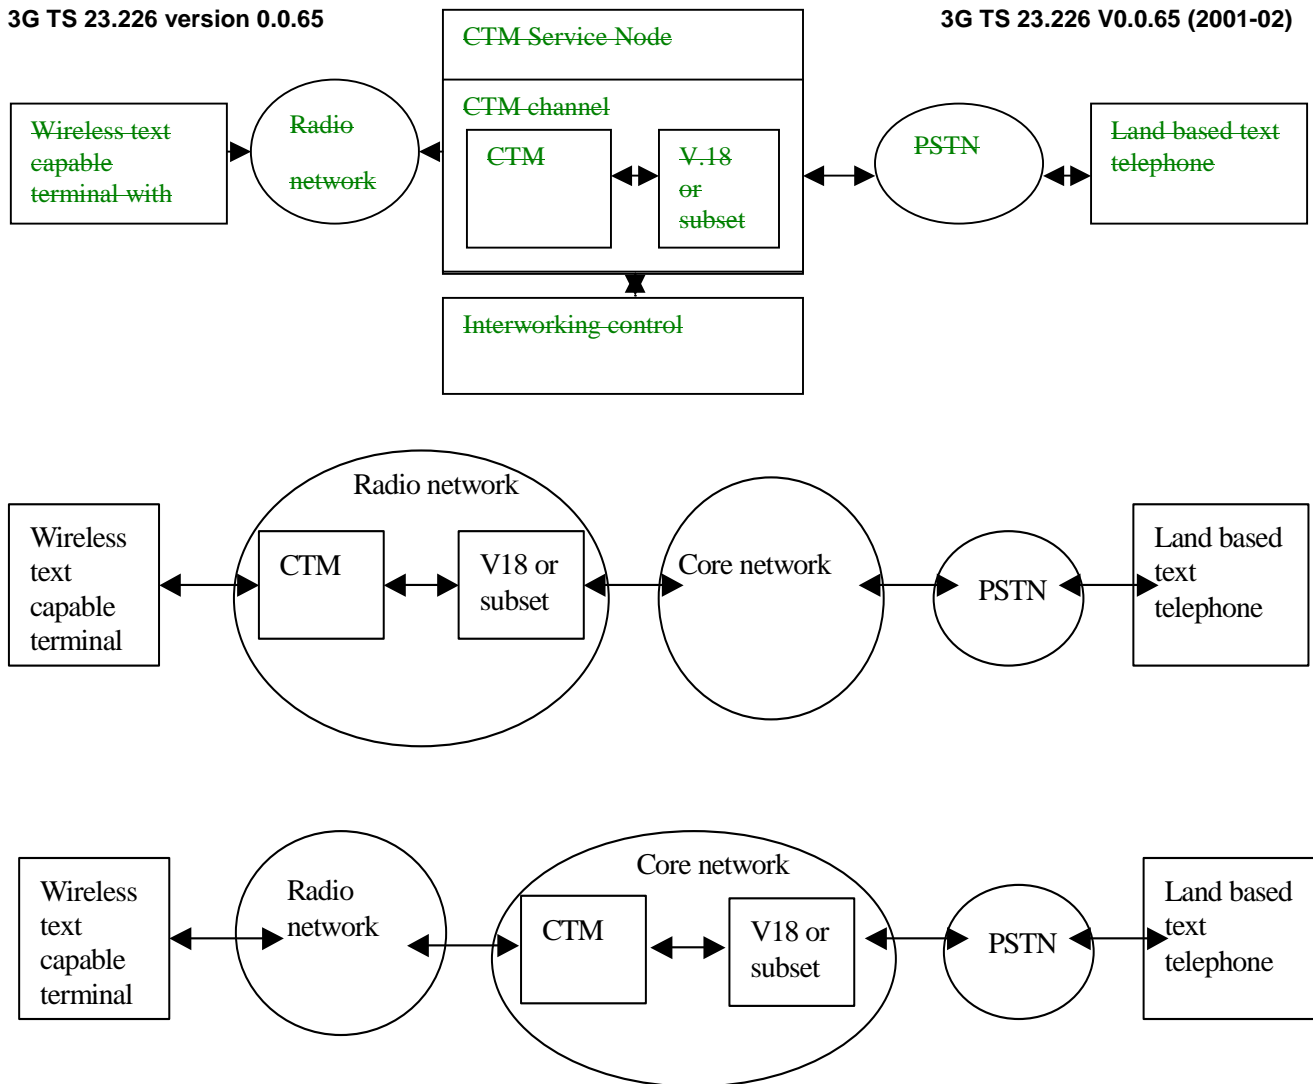 3G TS 23.226 version 0.0.65
3G TS 23.226 V0.0.65 (2001-02)
CTM Service Node
Wireless text
capable
terminal with
Radio
network
CTM channel
CTM
V.18
or
subset
PSTN
Land based text
telephone
Interworking control
Wireless
text
capable
terminal
Radio network
CTM
V18 or
subset
Core network
PSTN
Land based
text
telephone
Wireless
text
capable
terminal
Radio
network
Core network
CTM
V18 or
subset
PSTN
Land based
text
telephone